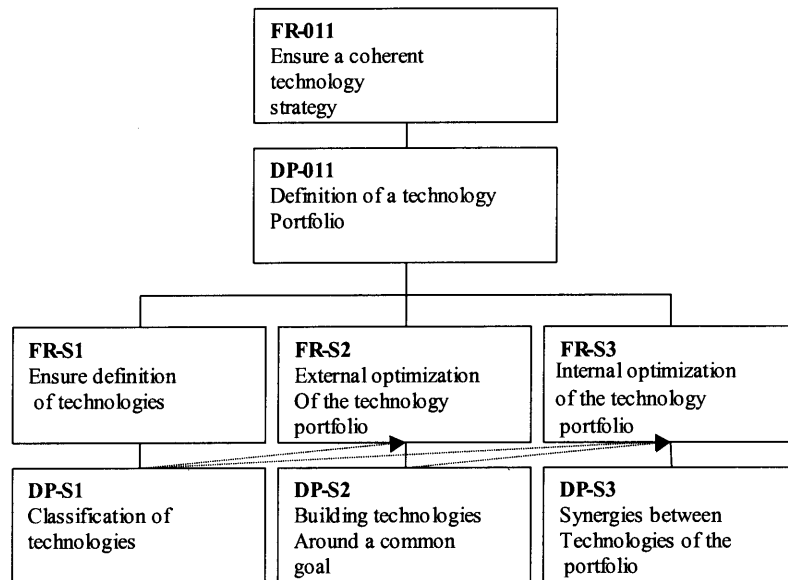 FR-011
Ensure a coherent
technology
strategy
DP-011
Definition of a technology
Portfolio
FR-S1
Ensure definition
of technologies
FR-S2
External optimization
Of the technology
portfolio
FR-S3
Internal optimization
of the technology
portfolio
DP-S1
Classification of
technologies
DP-S2
Building technologies
Around a common
goal
DP-S3
Synergies between
Technologies of the
portfolio